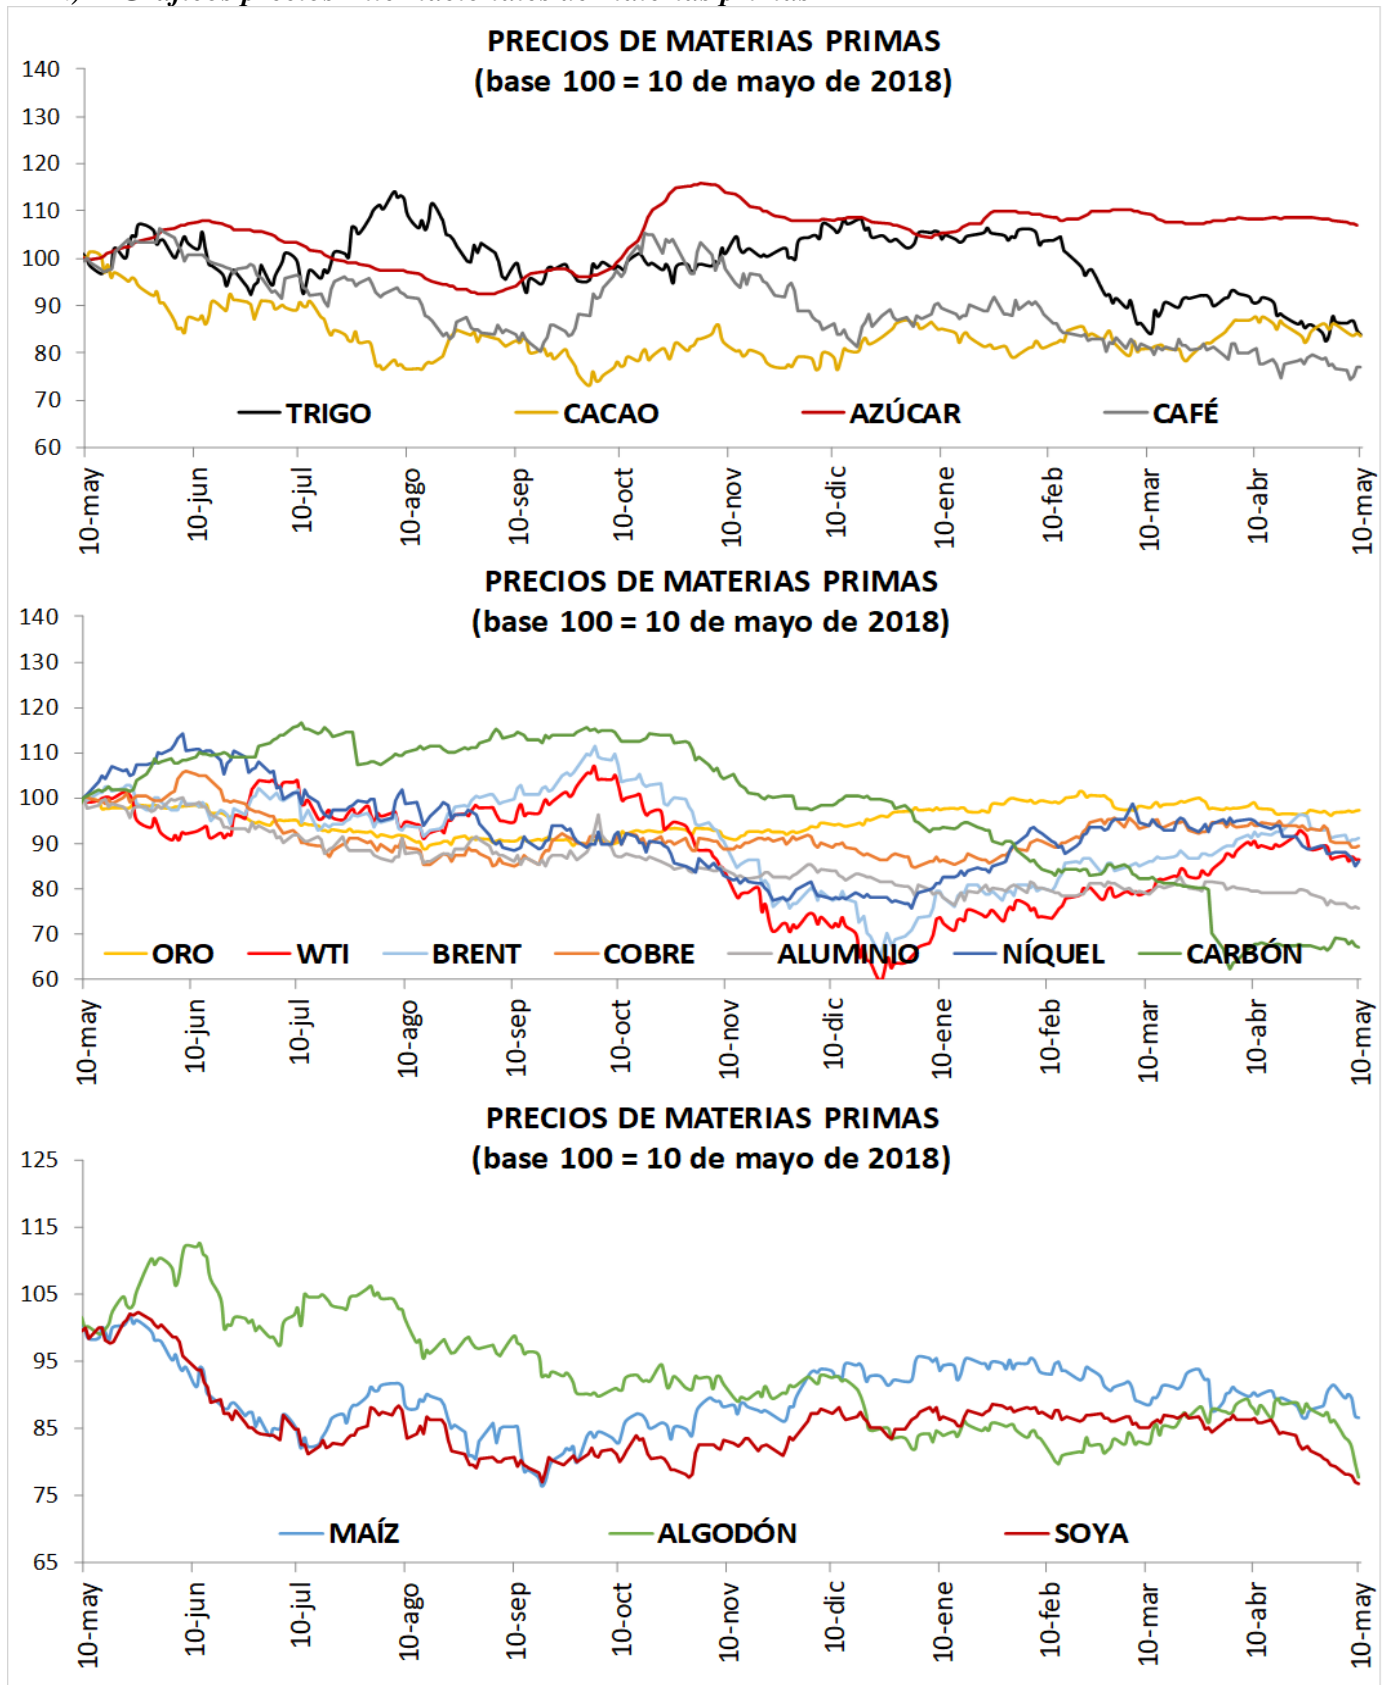 PRECIOS DE MATERIAS PRIMAS
(base 100 = 10 de mayo de 2018)
140
130
120
110
100
90
80
70
60
TRIGO CACAO AZÚCAR CAFÉ
10-may 10-jun 10-jul 10-ago 10-sep 10-oct 10-nov 10-dic 10-ene 10-feb 10-mar 10-abr 10-may
PRECIOS DE MATERIAS PRIMAS
(base 100 = 10 de mayo de 2018)
140
130
120
110
100
90
80
70
60
ORO WTI BRENT COBRE ALUMINIO NÍQUEL CARBÓN
10-may 10-jun 10-jul 10-ago 10-sep 10-oct 10-nov 10-dic 10-ene 10-feb 10-mar 10-abr 10-may
PRECIOS DE MATERIAS PRIMAS
(base 100 = 10 de mayo de 2018)
125
115
105
95
85
75
65
MAÍZ ALGODÓN SOYA
10-may 10-jun 10-jul 10-ago 10-sep 10-oct 10-nov 10-dic 10-ene 10-feb 10-mar 10-abr 10-may